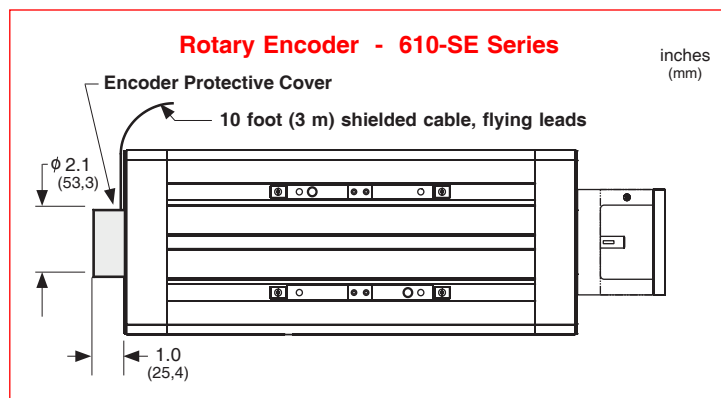 Rotary Encoder - 610-SE Series
inches
(mm)
Encoder Protective Cover
10 foot (3 m) shielded cable, flying leads
ϕ 2.1
(53,3)
1.0
(25,4)